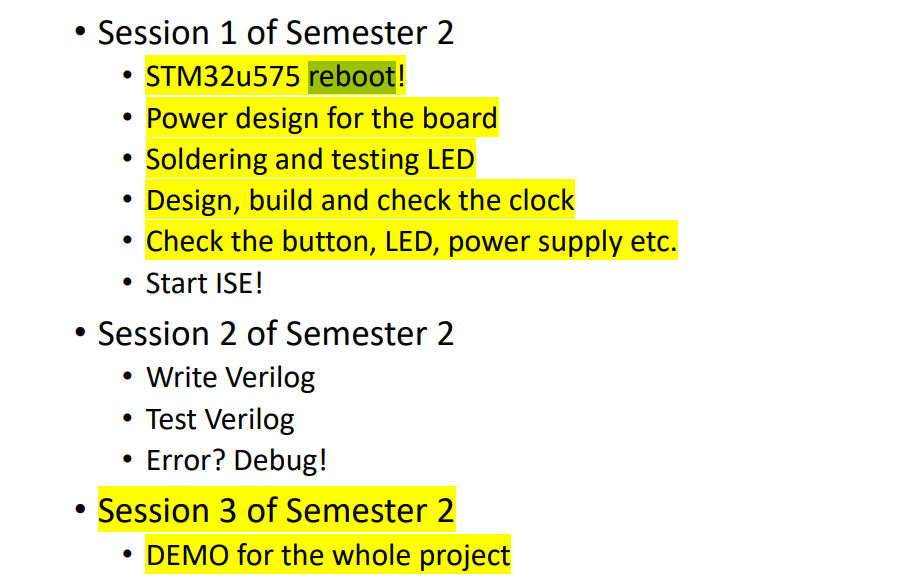 • Session 1 of Semester 2
• STM32u575 reboot!
• Power design for the board
• Soldering and testing LED
• Design, build and check the clock
• Check the button, LED, power supply etc.
• Start ISE!
• Session 2 of Semester 2
• Write Verilog
• Test Verilog
• Error? Debug!
• Session 3 of Semester 2
• DEMO for the whole project